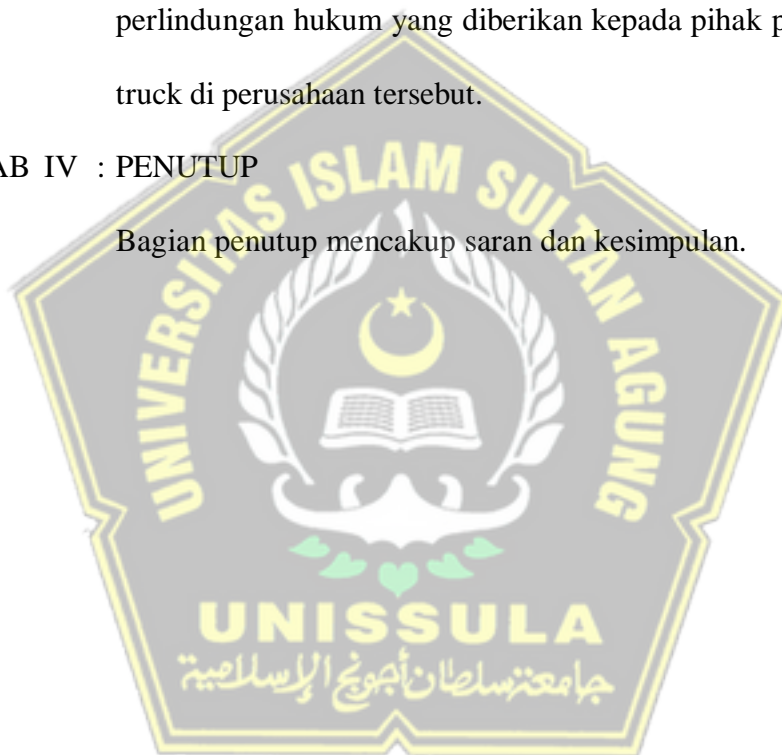 perlindungan hukum yang diberikan kepada pihak
truck di perusahaan tersebut.
AB IV : PENUTUP
Bagian penutup mencakup saran dan kesimpulan.
UNIVERSITAS ISLAM SULTAN AGUNG
UNISSULA
جامعة سلطان أجونج الإسلامية